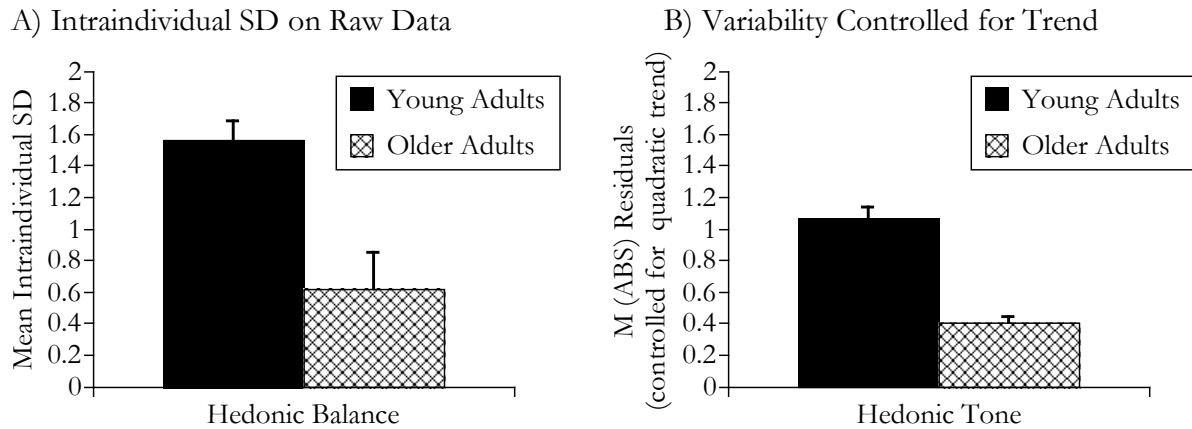 A) Intraindividual SD on Raw Data
Mean Intraindividual SD
2
1.8
1.6
1.4
1.2
1
0.8
0.6
0.4
0.2
0
Young Adults
Older Adults
Hedonic Balance
B) Variability Controlled for Trend
M (ABS) Residuals
(controlled for quadratic trend)
2
1.8
1.6
1.4
1.2
1
0.8
0.6
0.4
0.2
0
Young Adults
Older Adults
Hedonic Tone